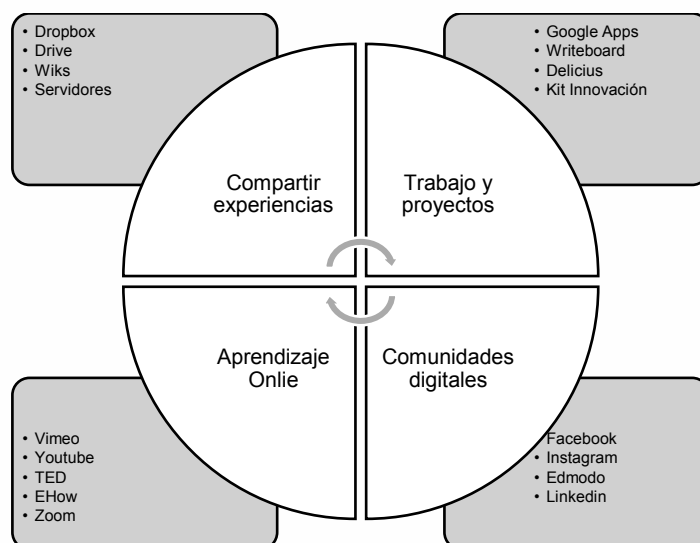 • Dropbox
• Drive
• Wiks
• Servidores
• Google Apps
• Writeboard
• Delicius
• Kit Innovación
Compartir
experiencias
Trabajo y
proyectos
Aprendizaje
Onlie
Comunidades
digitales
• Vimeo
• Youtube
• TED
• EHow
• Zoom
• Facebook
• Instagram
• Edmodo
• Linkedin